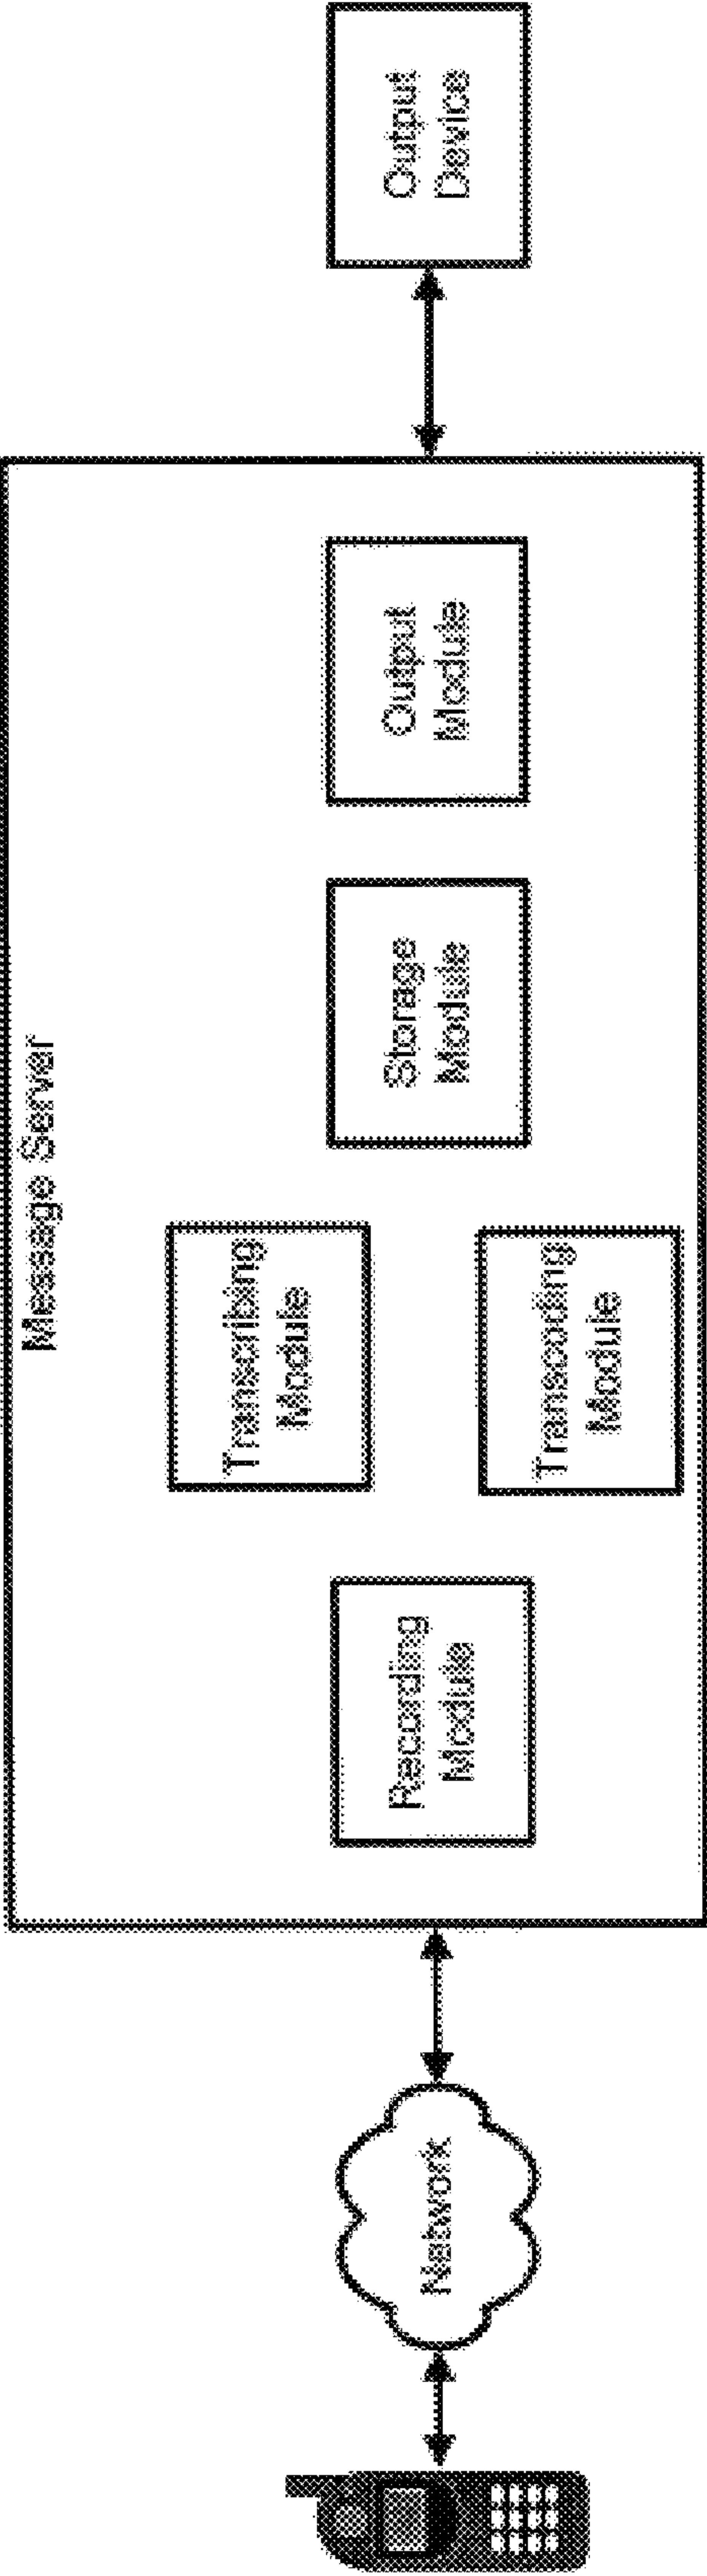 Message Server
Network
Recording
Module
Transcribing
Module
Transcoding
Module
Storage
Module
Output
Module
Output
Device